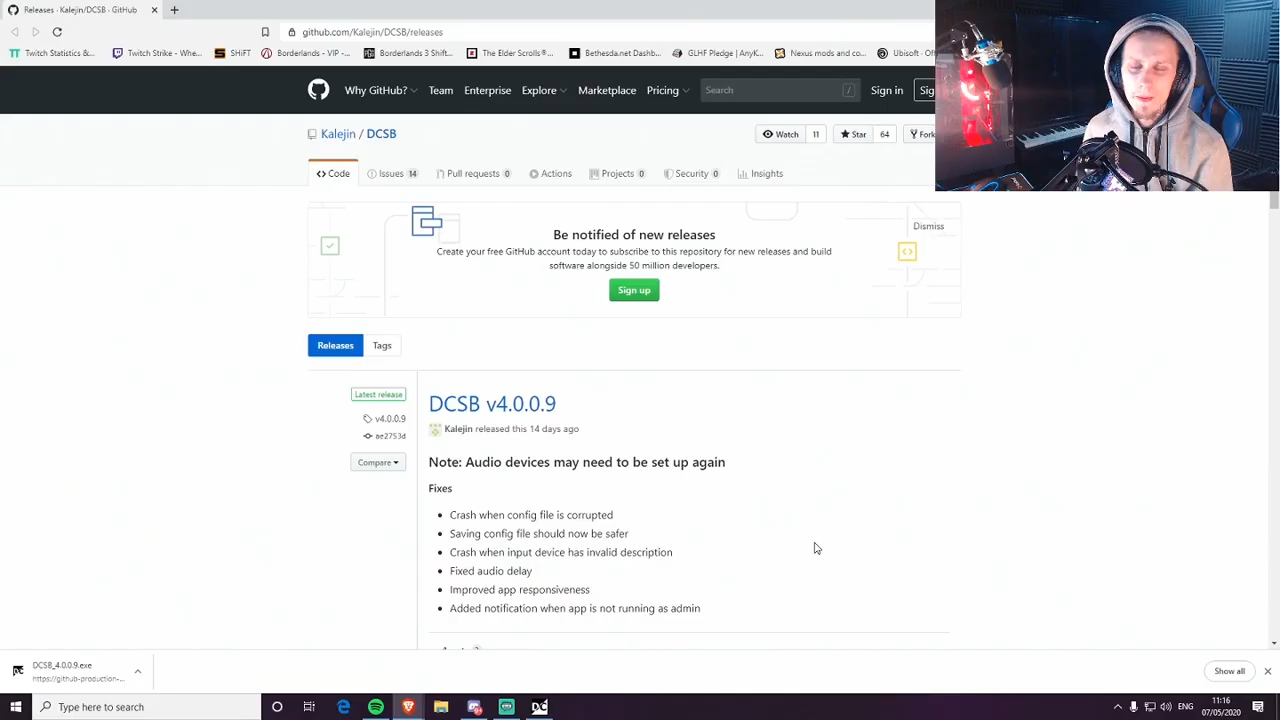 Releases · Kalejin/DCSB · GitHub
github.com/Kalejin/DCSB/releases
Twitch Statistics &...
Twitch Strike - Whe...
SHiFT
Borderlands - VIP -...
Borderlands 3 Shift...
The Elder Scrolls®...
Bethesda.net Dashb...
GLHF Pledge | AnyK...
Nexus mods and co...
Ubisoft - Of
Why GitHub?
Team
Enterprise
Explore
Marketplace
Pricing
Search
/
Sign in
Sig
Kalejin / DCSB
Watch 11
Star 64
Fork
Code
Issues 14
Pull requests 0
Actions
Projects 0
Security 0
Insights
Be notified of new releases
Dismiss
Create your free GitHub account today to subscribe to this repository for new releases and build
software alongside 50 million developers.
Sign up
Releases
Tags
Latest release
v4.0.0.9
ae2753d
Compare
DCSB v4.0.0.9
Kalejin released this 14 days ago
Note: Audio devices may need to be set up again
Fixes
Crash when config file is corrupted
Saving config file should now be safer
Crash when input device has invalid description
Fixed audio delay
Improved app responsiveness
Added notification when app is not running as admin
DCSB_4.0.0.9.exe
https://github-production-...
Show all
Type here to search
ENG
11:16
07/05/2020